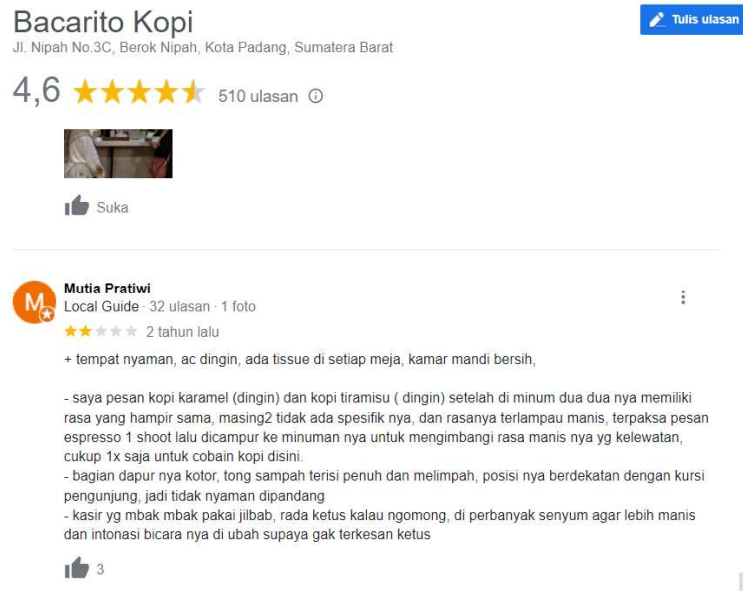 Bacarito Kopi
Tulis ulasan
Jl. Nipah No.3C, Berok Nipah, Kota Padang, Sumatera Barat
4,6 510 ulasan
Suka
Mutia Pratiwi
M
Local Guide · 32 ulasan · 1 foto
2 tahun lalu
+ tempat nyaman, ac dingin, ada tissue di setiap meja, kamar mandi bersih,
- saya pesan kopi karamel (dingin) dan kopi tiramisu ( dingin) setelah di minum dua dua nya memiliki
rasa yang hampir sama, masing2 tidak ada spesifik nya, dan rasanya terlampau manis, terpaksa pesan
espresso 1 shoot lalu dicampur ke minuman nya untuk mengimbangi rasa manis nya yg kelewatan,
cukup 1x saja untuk cobain kopi disini.
- bagian dapur nya kotor, tong sampah terisi penuh dan melimpah, posisi nya berdekatan dengan kursi
pengunjung, jadi tidak nyaman dipandang
- kasir yg mbak mbak pakai jilbab, rada ketus kalau ngomong, di perbanyak senyum agar lebih manis
dan intonasi bicara nya di ubah supaya gak terkesan ketus
3